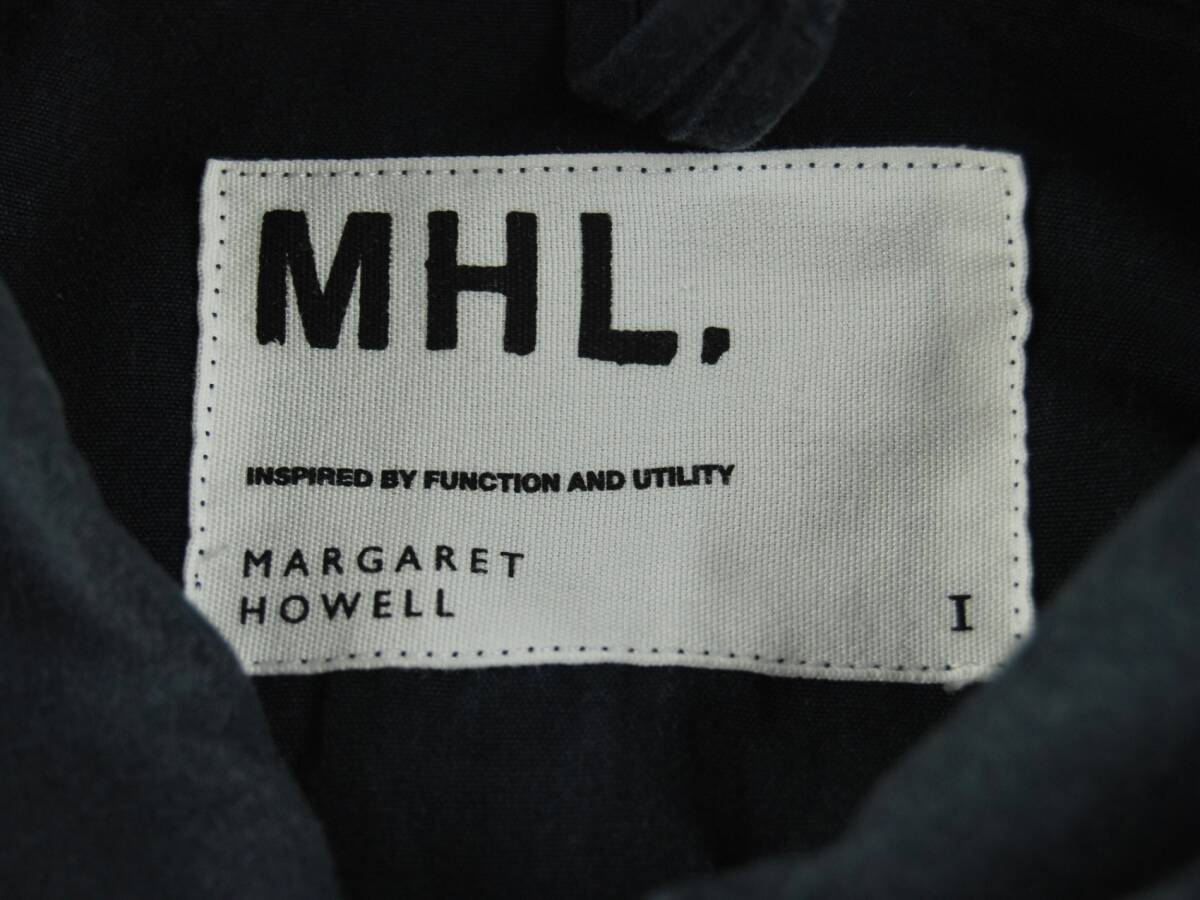 MHL.
INSPIRED BY FUNCTION AND UTILITY
MARGARET
HOWELL
I